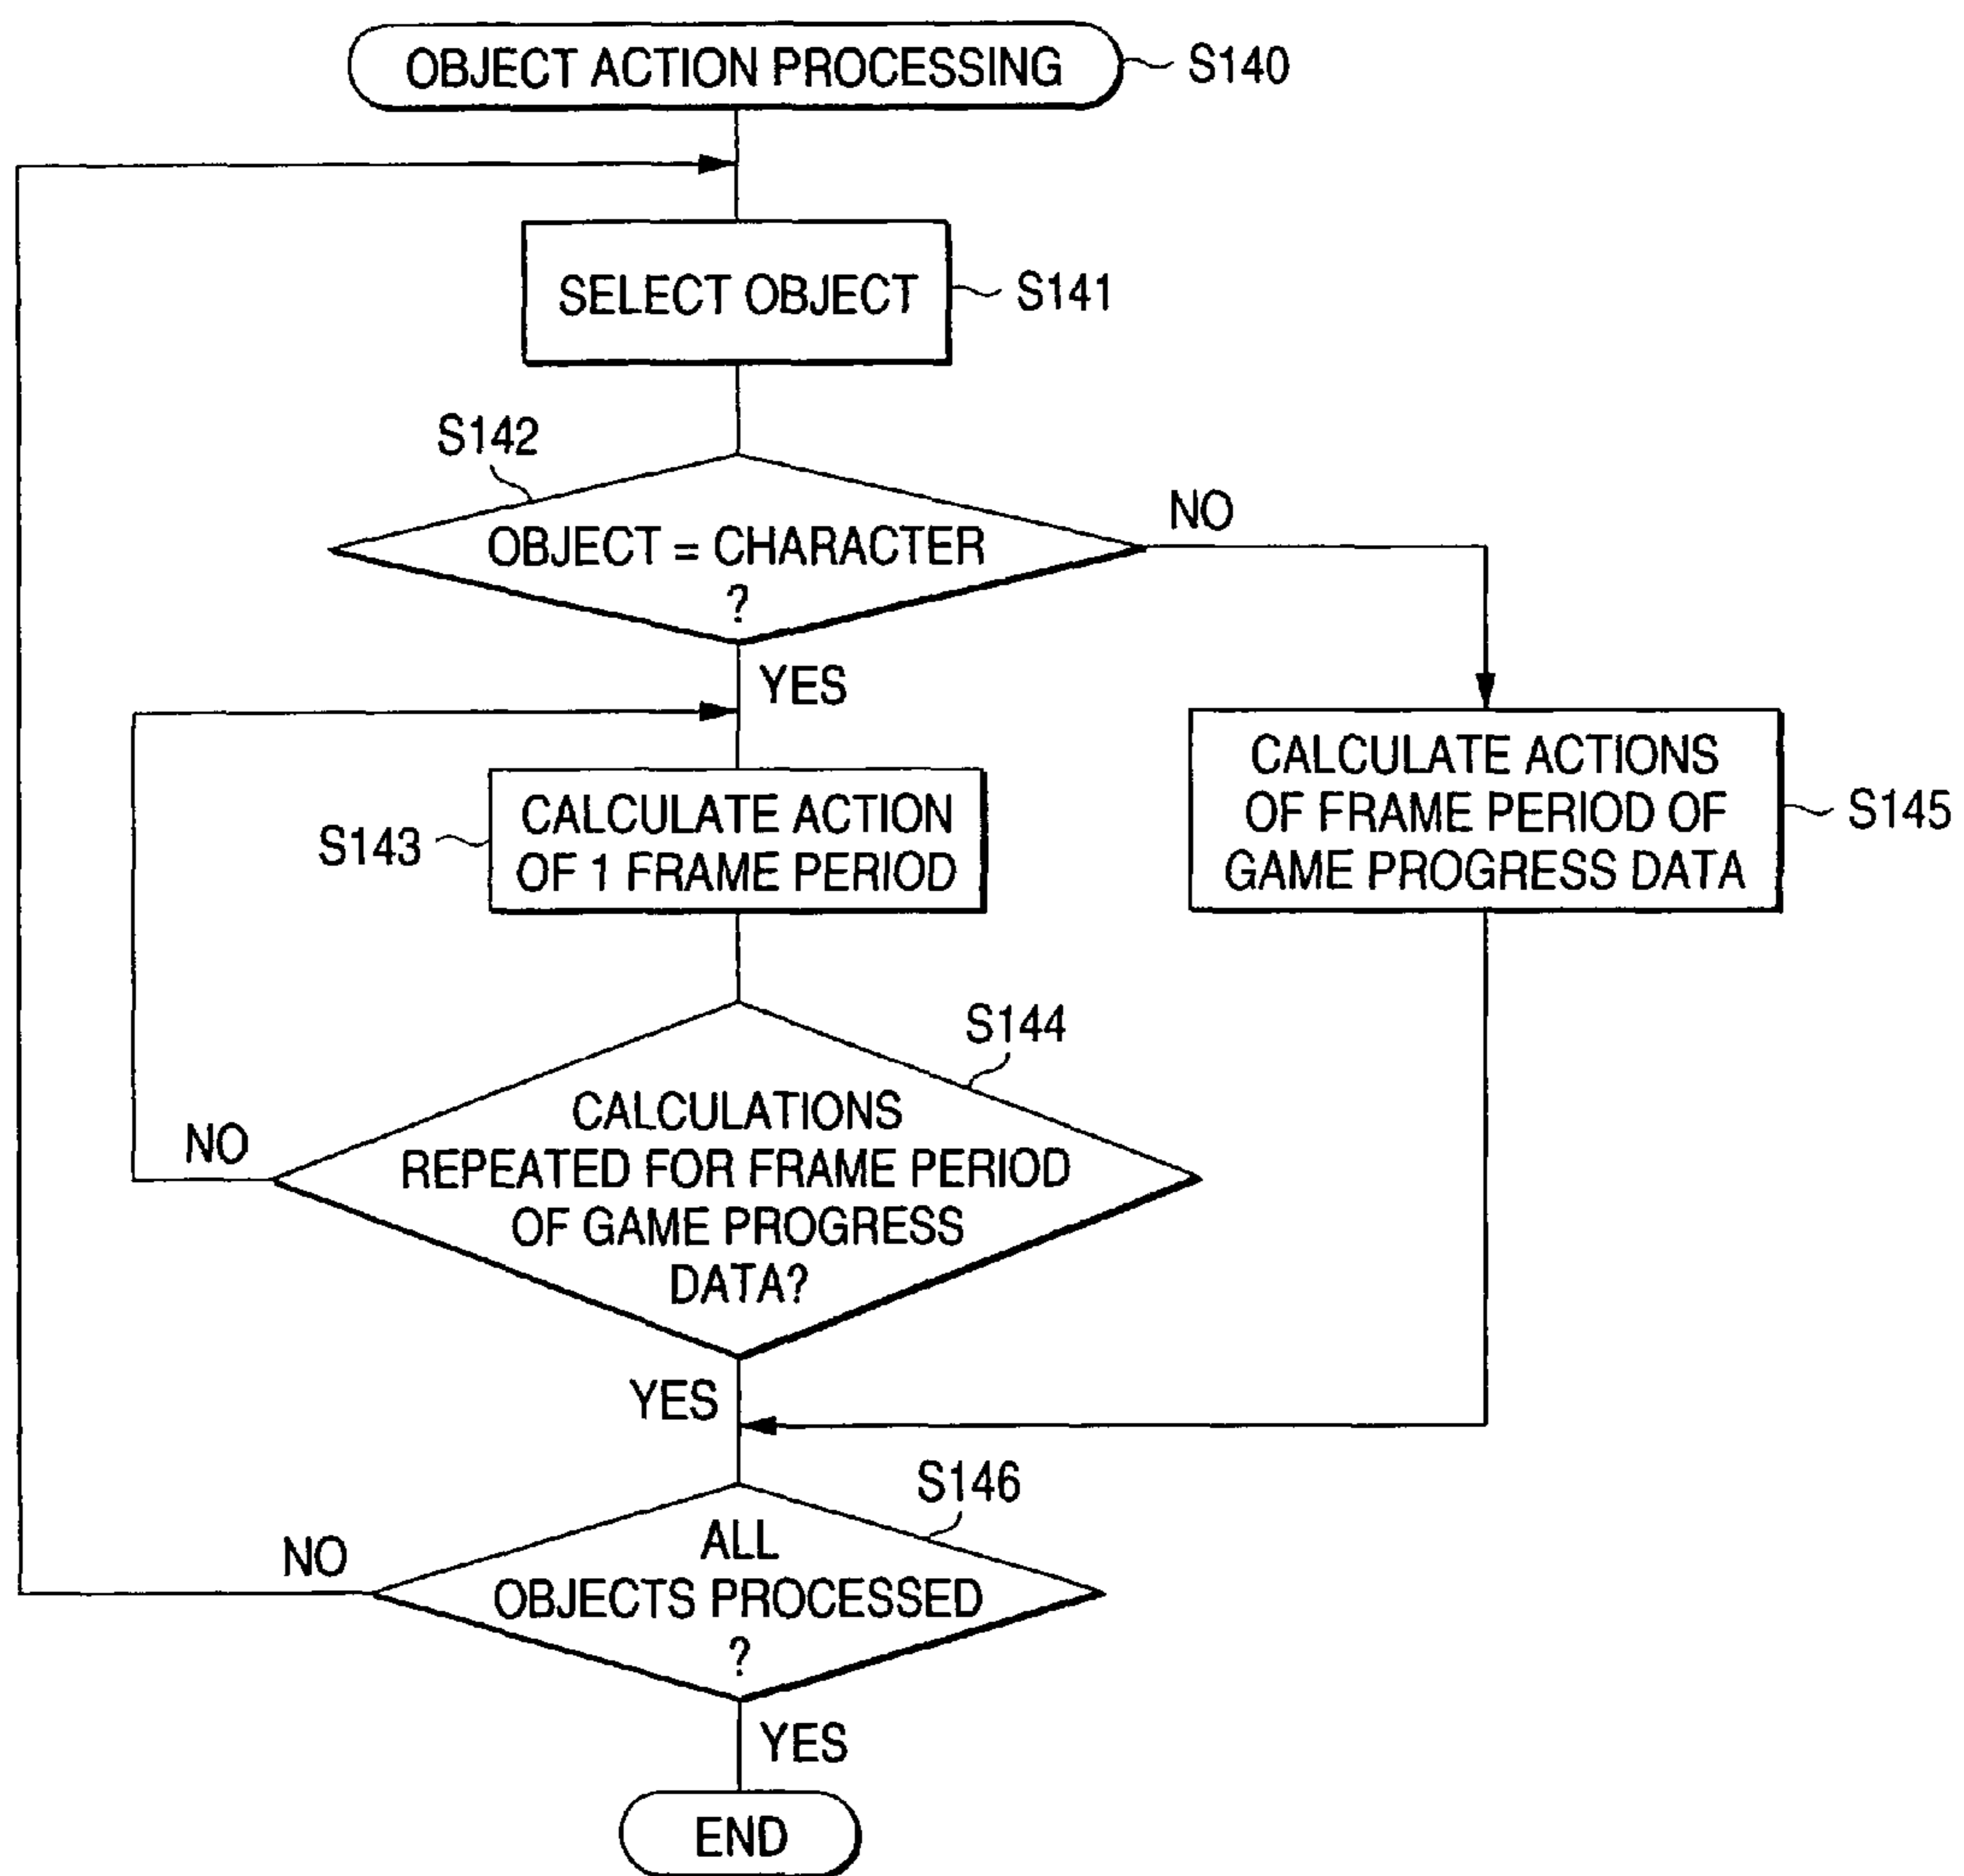 OBJECT ACTION PROCESSING
S140
SELECT OBJECT
S141
S142
OBJECT = CHARACTER
?
NO
YES
CALCULATE ACTION
OF 1 FRAME PERIOD
S143
CALCULATE ACTIONS
OF FRAME PERIOD OF
GAME PROGRESS DATA
S145
S144
CALCULATIONS
REPEATED FOR FRAME PERIOD
OF GAME PROGRESS
DATA?
NO
YES
S146
ALL
OBJECTS PROCESSED
?
NO
YES
END